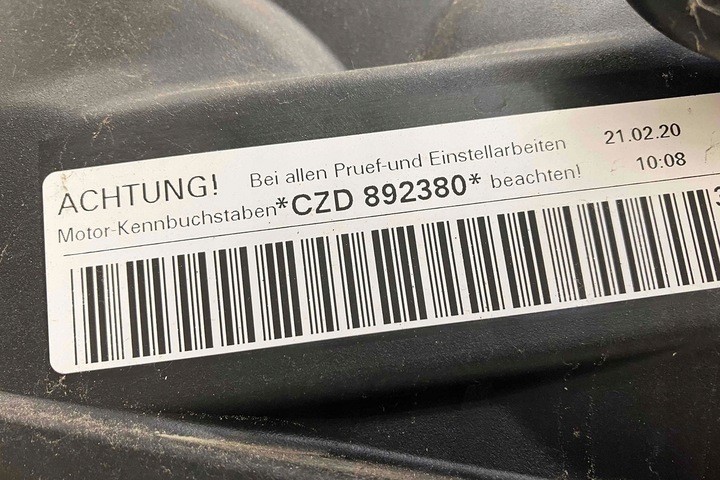 ACHTUNG! Bei allen Pruef-und Einstellarbeiten 21.02.20
Motor-Kennbuchstaben*CZD 892380* beachten! 10:08